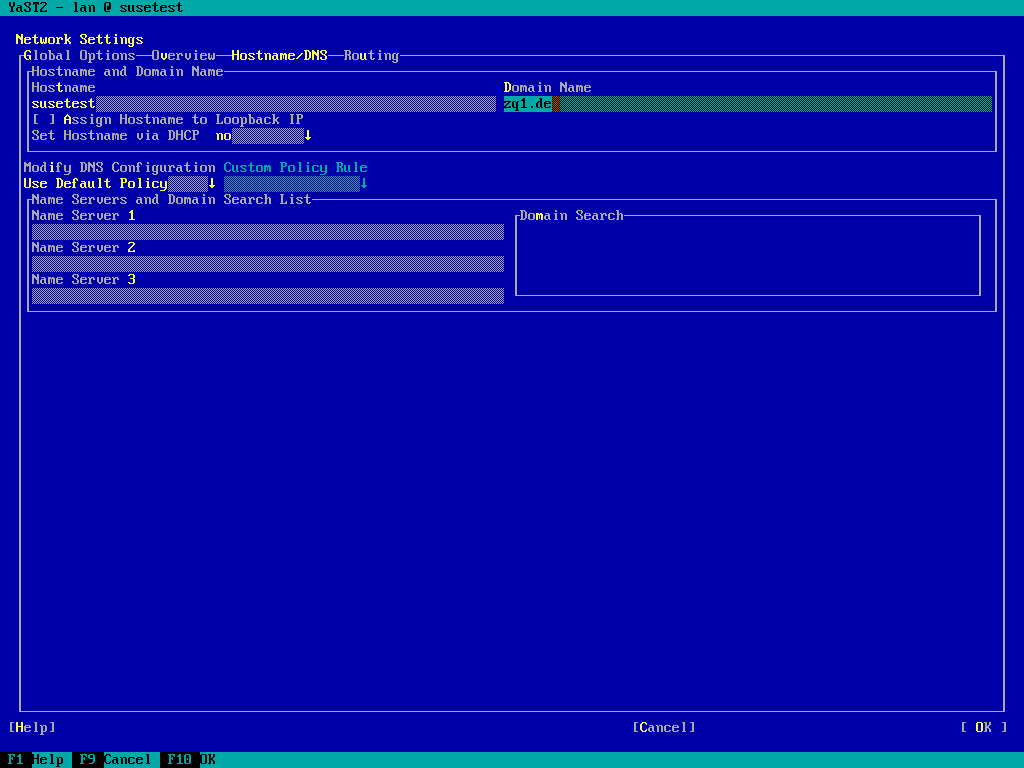 YaST2 - lan @ susetest
Network Settings
Global Options Overview Hostname/DNS Routing
Hostname and Domain Name
Hostname Domain Name
susetest zq1.de
[ ] Assign Hostname to Loopback IP
Set Hostname via DHCP no ↓
Modify DNS Configuration Custom Policy Rule
Use Default Policy ↓ ↓
Name Servers and Domain Search List
Name Server 1 Domain Search
Name Server 2
Name Server 3
[Help] [Cancel] [ OK ]
F1 Help F9 Cancel F10 OK